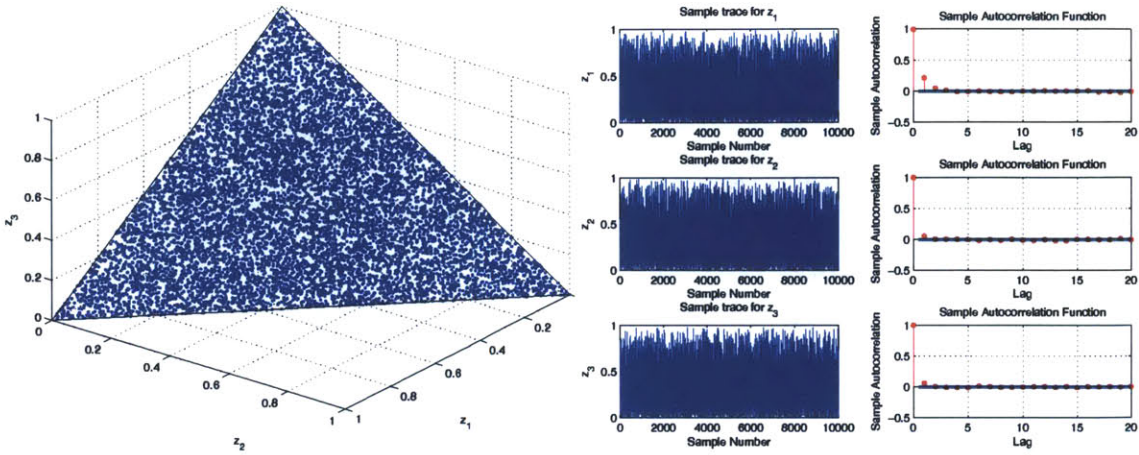 1
0.8
0.6
0.4
0.2
0
z3
0
0.2
0.4
0.6
0.8
1
z2
1
0.8
0.6
0.4
0.2
z1
Sample trace for z1
1
0.5
0
z1
0 2000 4000 6000 8000 10000
Sample Number
Sample Autocorrelation Function
1
0.5
0
−0.5
Sample Autocorrelation
0 5 10 15 20
Lag
Sample trace for z2
1
0.5
0
z2
0 2000 4000 6000 8000 10000
Sample Number
Sample Autocorrelation Function
1
0.5
0
−0.5
Sample Autocorrelation
0 5 10 15 20
Lag
Sample trace for z3
1
0.5
0
z3
0 2000 4000 6000 8000 10000
Sample Number
Sample Autocorrelation Function
1
0.5
0
−0.5
Sample Autocorrelation
0 5 10 15 20
Lag